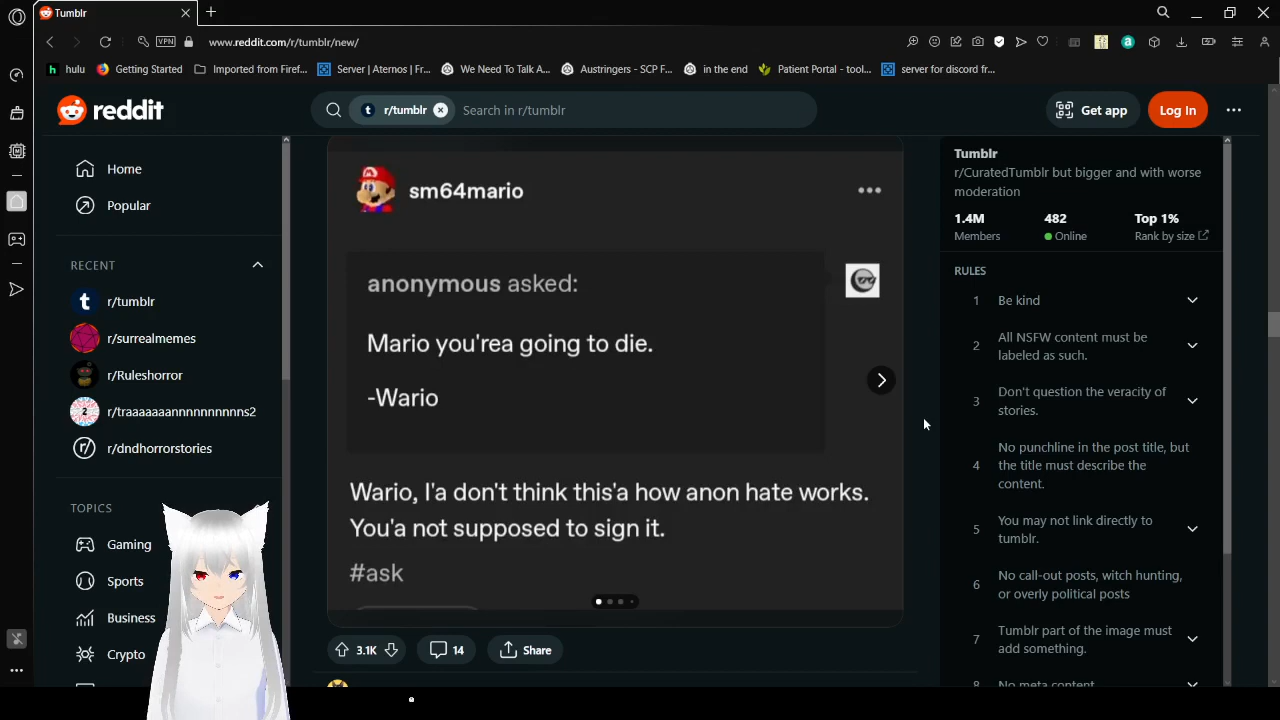 Tumblr
VPN
www.reddit.com/r/tumblr/new/
hulu
Getting Started
Imported from Firef...
Server | Aternos | Fr...
We Need To Talk A...
Austringers - SCP F...
in the end
Patient Portal - tool...
server for discord fr...
reddit
r/tumblr
Search in r/tumblr
Get app
Log In
Home
Popular
RECENT
r/tumblr
r/surrealmemes
r/Ruleshorror
r/traaaaaaannnnnnnnnns2
r/dndhorrorstories
TOPICS
Gaming
Sports
Business
Crypto
sm64mario
anonymous asked:
Mario you'rea going to die.
-Wario
Wario, I'a don't think this'a how anon hate works.
You'a not supposed to sign it.
#ask
3.1K
14
Share
Tumblr
r/CuratedTumblr but bigger and with worse
moderation
1.4M
482
Top 1%
Members
Online
Rank by size
RULES
1 Be kind
2 All NSFW content must be
labeled as such.
3 Don't question the veracity of
stories.
4 No punchline in the post title, but
the title must describe the
content.
5 You may not link directly to
tumblr.
6 No call-out posts, witch hunting,
or overly political posts
7 Tumblr part of the image must
add something.
8 No meta content